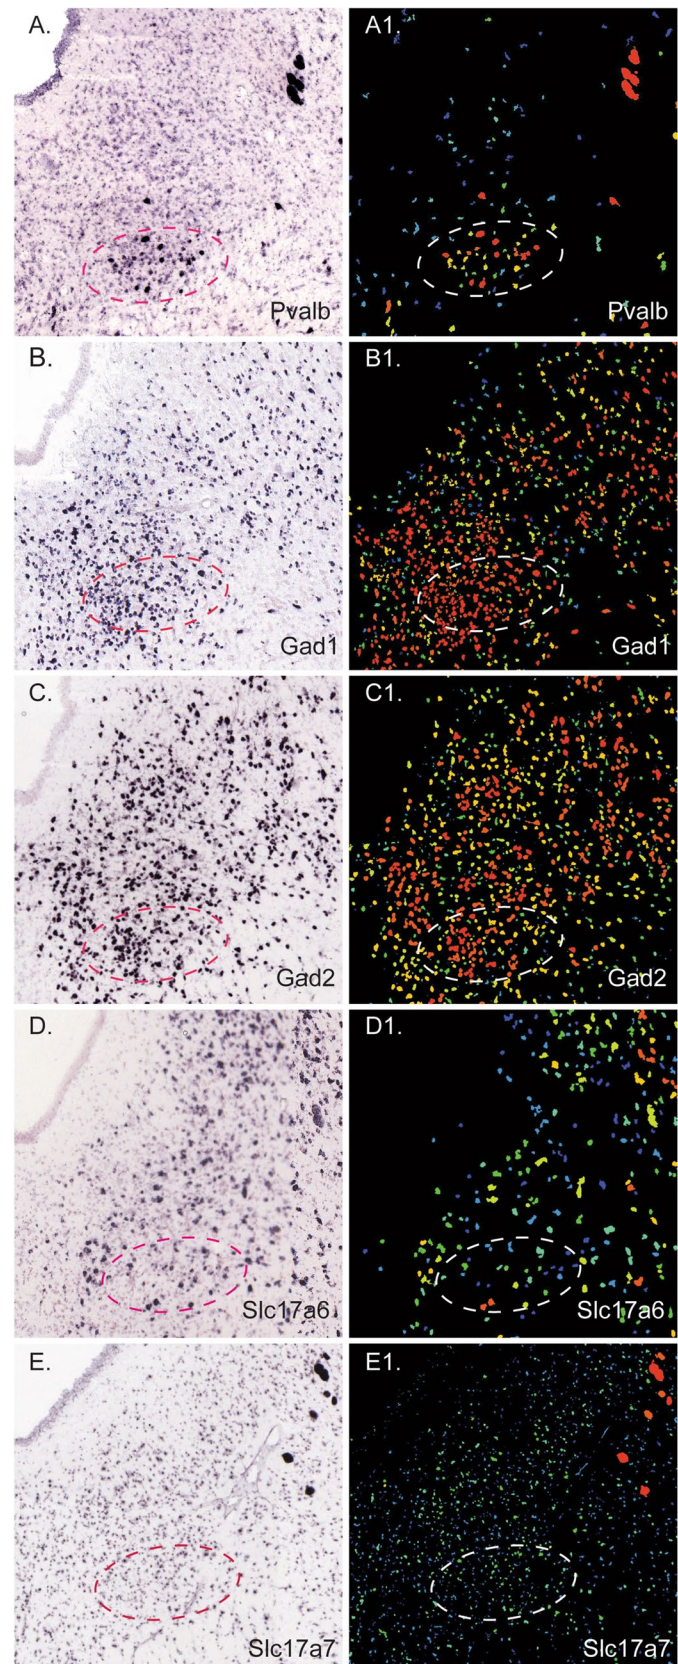 A. A1.
Pvalb Pvalb
B. B1.
Gad1 Gad1
C. C1.
Gad2 Gad2
D. D1.
Slc17a6 Slc17a6
E. E1.
Slc17a7 Slc17a7